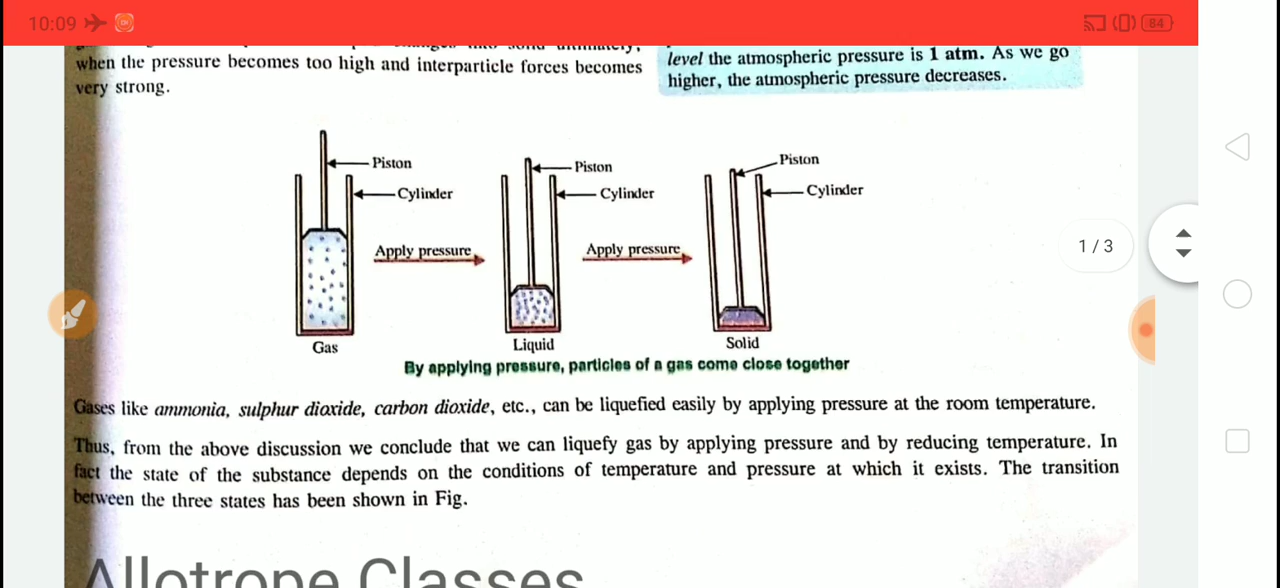 10:09
84
when the pressure becomes too high and interparticle forces becomes
very strong.
level the atmospheric pressure is 1 atm. As we go
higher, the atmospheric pressure decreases.
Piston
Cylinder
Apply pressure
Gas
Piston
Cylinder
Apply pressure
Liquid
Piston
Cylinder
Solid
1 / 3
By applying pressure, particles of a gas come close together
Gases like ammonia, sulphur dioxide, carbon dioxide, etc., can be liquefied easily by applying pressure at the room temperature.
Thus, from the above discussion we conclude that we can liquefy gas by applying pressure and by reducing temperature. In
fact the state of the substance depends on the conditions of temperature and pressure at which it exists. The transition
between the three states has been shown in Fig.
Allotrope Classes